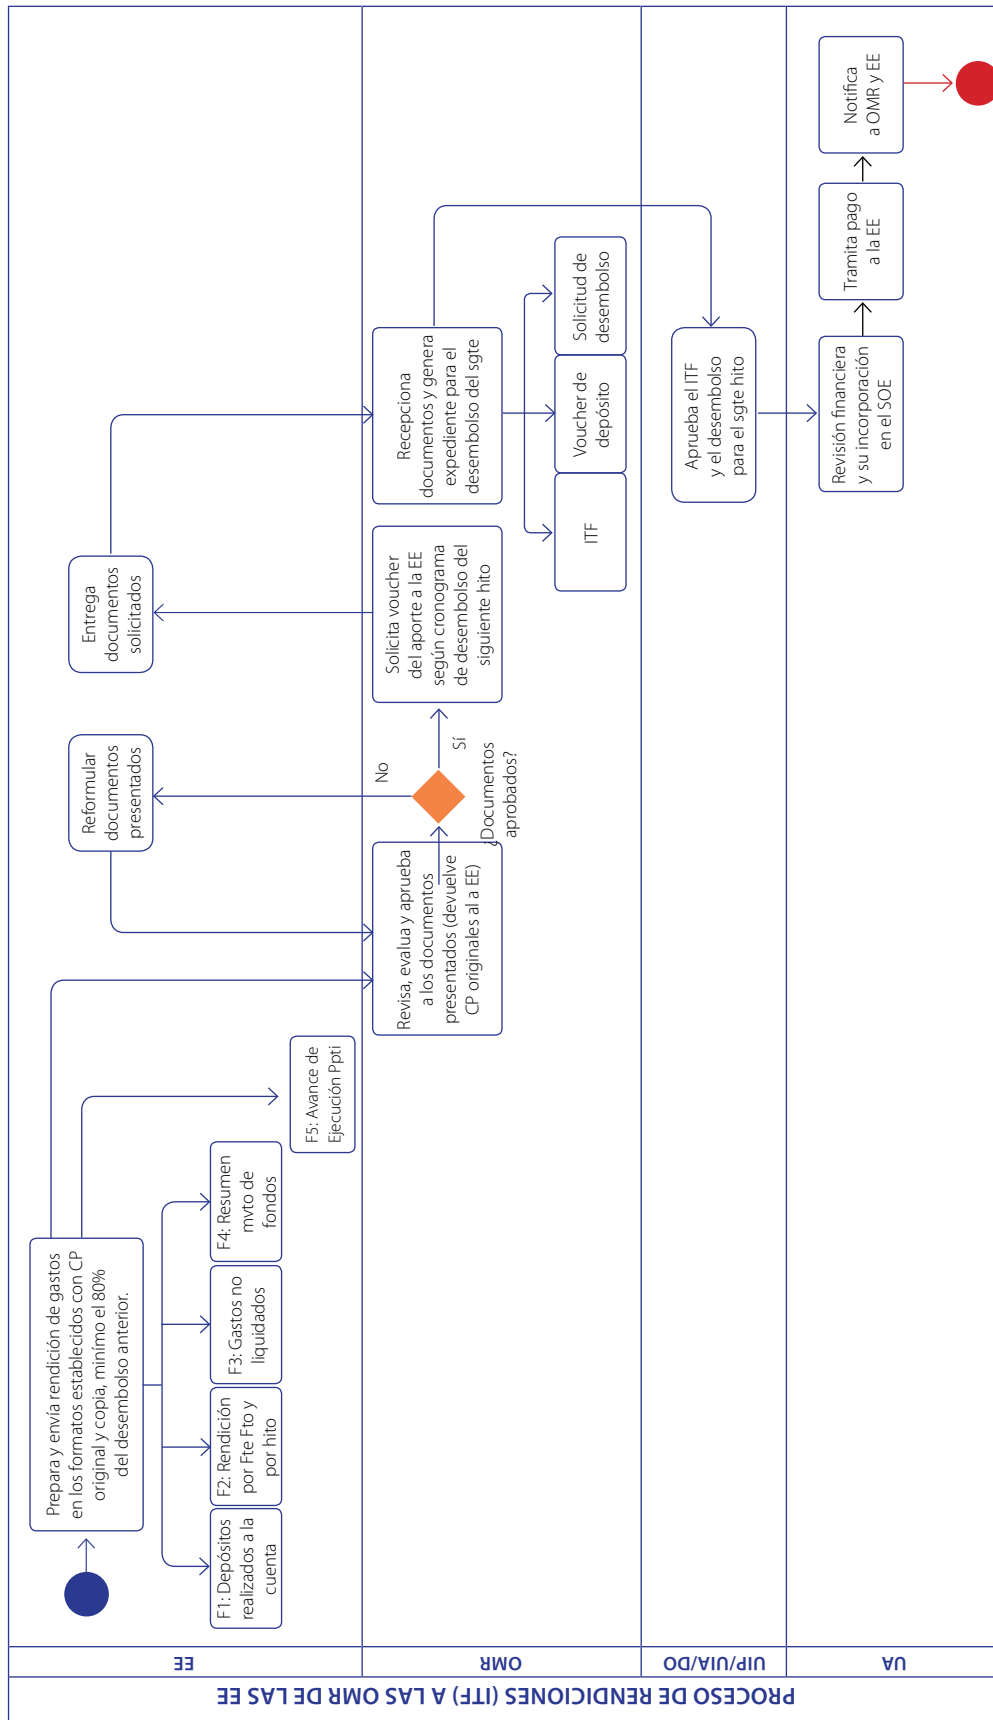 PROCESO DE RENDICIONES (ITF) A LAS OMR DE LAS EE
EE
Prepara y envía rendición de gastos
en los formatos establecidos con CP
original y copia, mínimo el 80%
del desembolso anterior.
F1: Depósitos
realizados a la
cuenta
F2: Rendición
por Fte Fto y
por hito
F3: Gastos no
liquidados
F4: Resumen
mvto de
fondos
F5: Avance de
Ejecución Ppti
Reformular
documentos
presentados
Entrega
documentos
solicitados
OMR
Revisa, evalua y aprueba
a los documentos
presentados (devuelve
CP originales al a EE)
¿Documentos
aprobados?
No
Sí
Solicita voucher
del aporte a la EE
según cronograma
de desembolso del
siguiente hito
Recepciona
documentos y genera
expediente para el
desembolso del sgte
ITF
Voucher de
depósito
Solicitud de
desembolso
UIP/UIA/DO
Aprueba el ITF
y el desembolso
para el sgte hito
UA
Revisión financiera
y su incorporación
en el SOE
Tramita pago
a la EE
Notifica
a OMR y EE